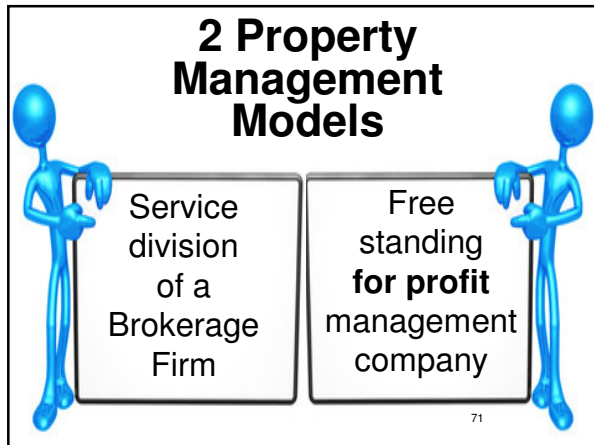 2 Property
Management
Models
Service
division
of a
Brokerage
Firm
Free
standing
for profit
management
company
71